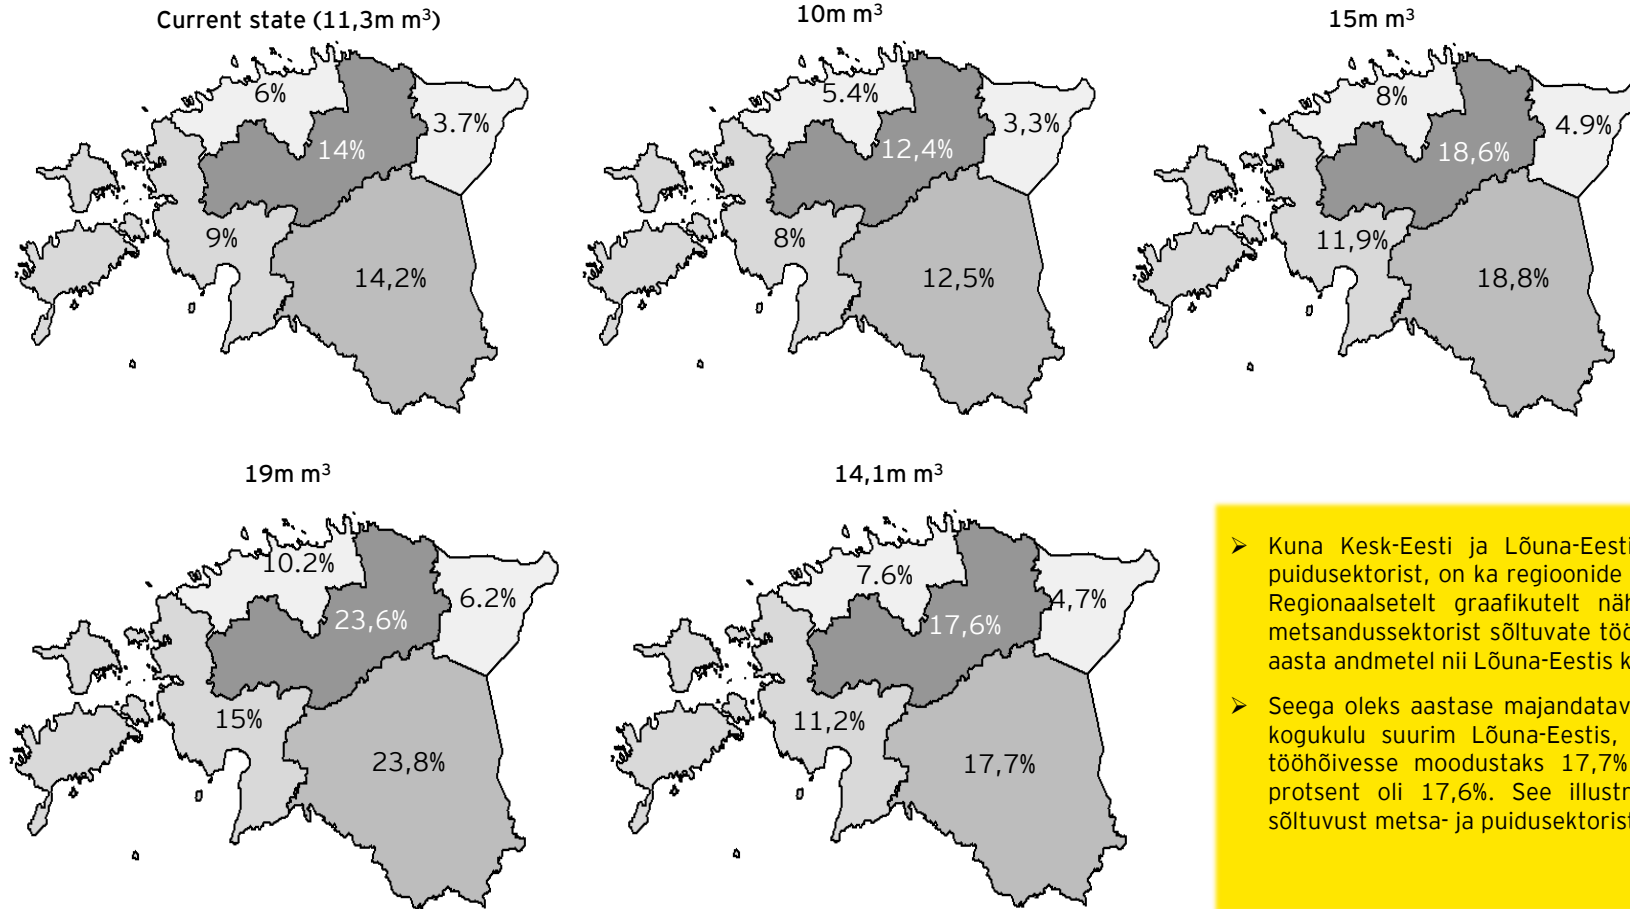 Current state (11,3m m³)
6%
3.7%
14%
9%
14,2%
10m m³
5.4%
3,3%
12,4%
8%
12,5%
15m m³
8%
4.9%
18,6%
11,9%
18,8%
19m m³
10.2%
6.2%
23,6%
15%
23,8%
14,1m m³
7.6%
4,7%
17,6%
11,2%
17,7%
➢ Kuna Kesk-Eesti ja Lõuna-Eesti
puidusektorist, on ka regioonide
Regionaalsetelt graafikutelt
metsandussektorist sõltuvate
aasta andmetel nii Lõuna-Eestis
➢ Seega oleks aastase
kogukulu suurim Lõuna-Eestis,
tööhõivesse moodustaks 17,7%
protsent oli 17,6%. See
sõltuvust metsa- ja puidusektorist